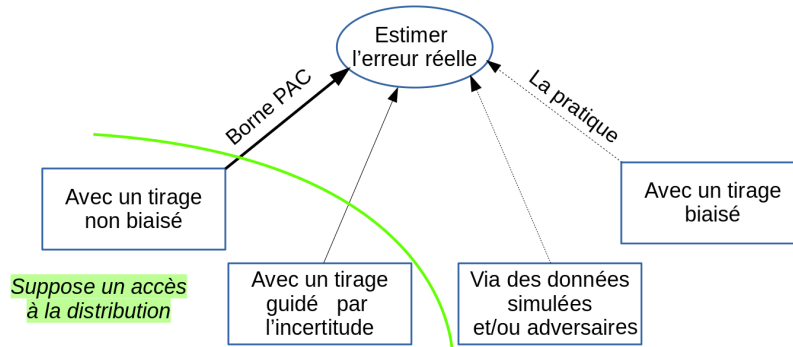 Estimer
l'erreur réelle
Borne PAC
La pratique
Avec un tirage
non biaisé
Avec un tirage
biaisé
Suppose un accès
à la distribution
Avec un tirage
guidé par
l'incertitude
Via des données
simulées
et/ou adversaires